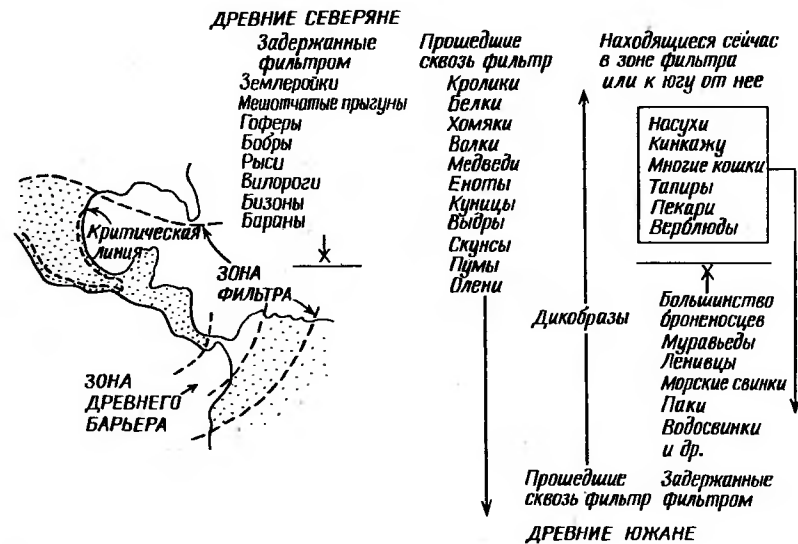 ДРЕВНИЕ СЕВЕРЯНЕ
Задержанные
фильтром
Землеройки
Мешотчатые прыгуны
Гоферы
Бобры
Рыси
Вилороги
Бизоны
Бараны
Прошедшие
сквозь фильтр
Кролики
Белки
Хомяки
Волки
Медведи
Еноты
Куницы
Выдры
Скунсы
Пумы
Олени
Находящиеся сейчас
в зоне фильтра
или к югу от нее
Насухи
Кинкажу
Многие кошки
Тапиры
Пекари
Верблюды
Критическая
линия
ЗОНА
ФИЛЬТРА
ЗОНА
ДРЕВНЕГО
БАРЬЕРА
Дикобразы
Большинство
броненосцев
Муравьеды
Ленивцы
Морские свинки
Паки
Водосвинки
и др.
Прошедшие
сквозь фильтр
Задержанные
фильтром
ДРЕВНИЕ ЮЖАНЕ